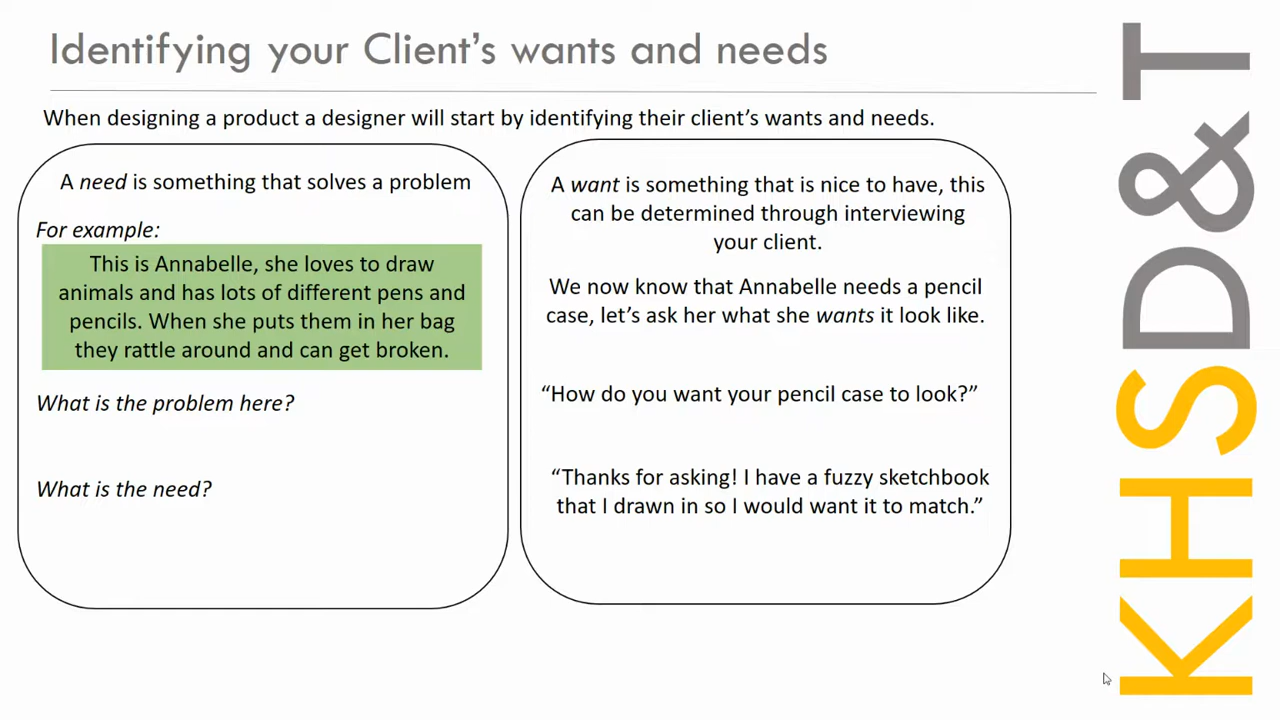 Identifying your Client's wants and needs
When designing a product a designer will start by identifying their client's wants and needs.
A need is something that solves a problem
For example:
This is Annabelle, she loves to draw
animals and has lots of different pens and
pencils. When she puts them in her bag
they rattle around and can get broken.
What is the problem here?
What is the need?
A want is something that is nice to have, this
can be determined through interviewing
your client.
We now know that Annabelle needs a pencil
case, let's ask her what she wants it look like.
“How do you want your pencil case to look?”
“Thanks for asking! I have a fuzzy sketchbook
that I drawn in so I would want it to match.”
KHSD&T